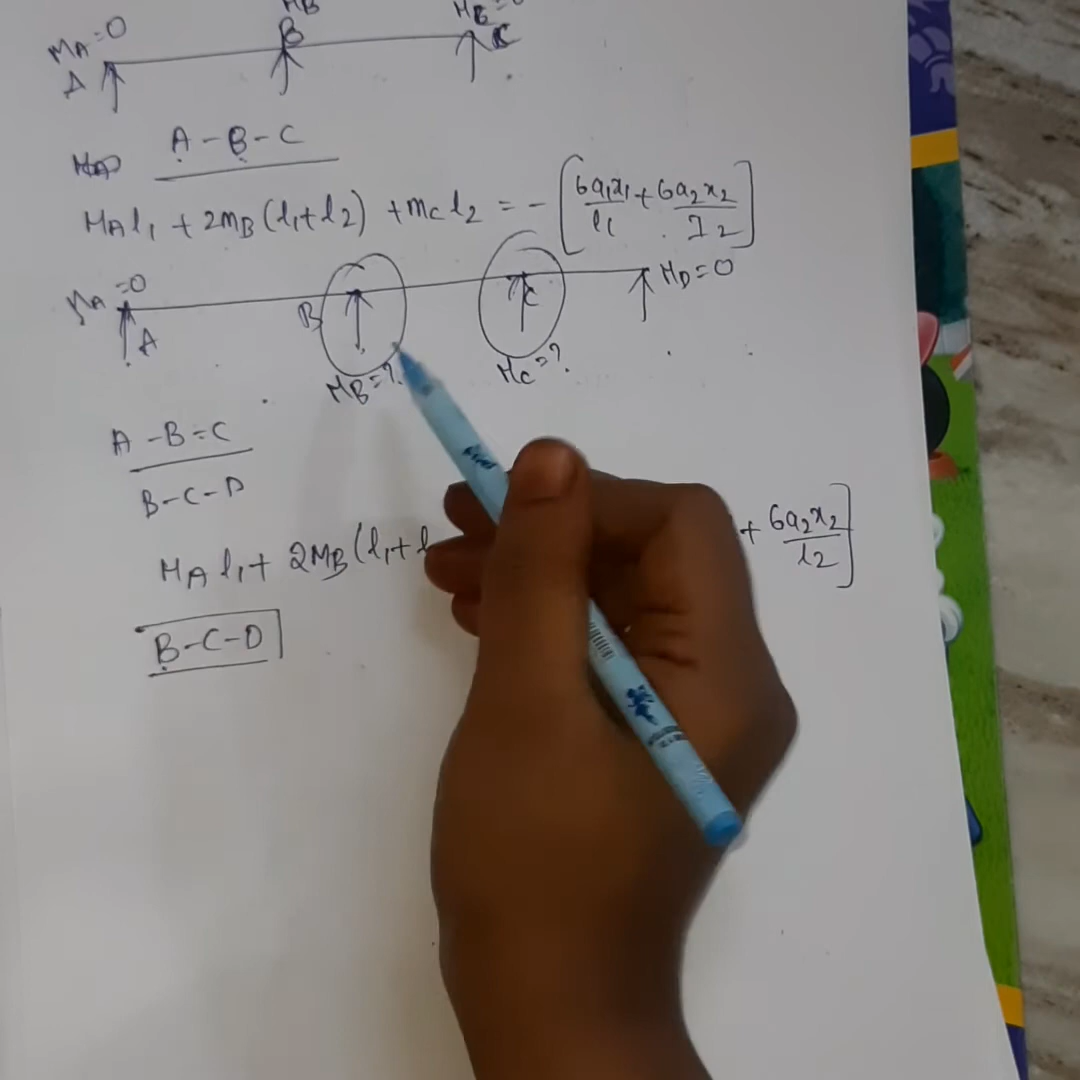 MB MB=0
MA=0 B C
A
A-B-C
MAl1 + 2MB(l1+l2) + mcl2 = - [6a1x1/l1 + 6a2x2/I2]
MA=0 MD=0
A B C
MB=? Mc=?
A-B=C
B-C-D
MAl1 + 2MB(l1+l + 6a2x2/l2]
B-C-D